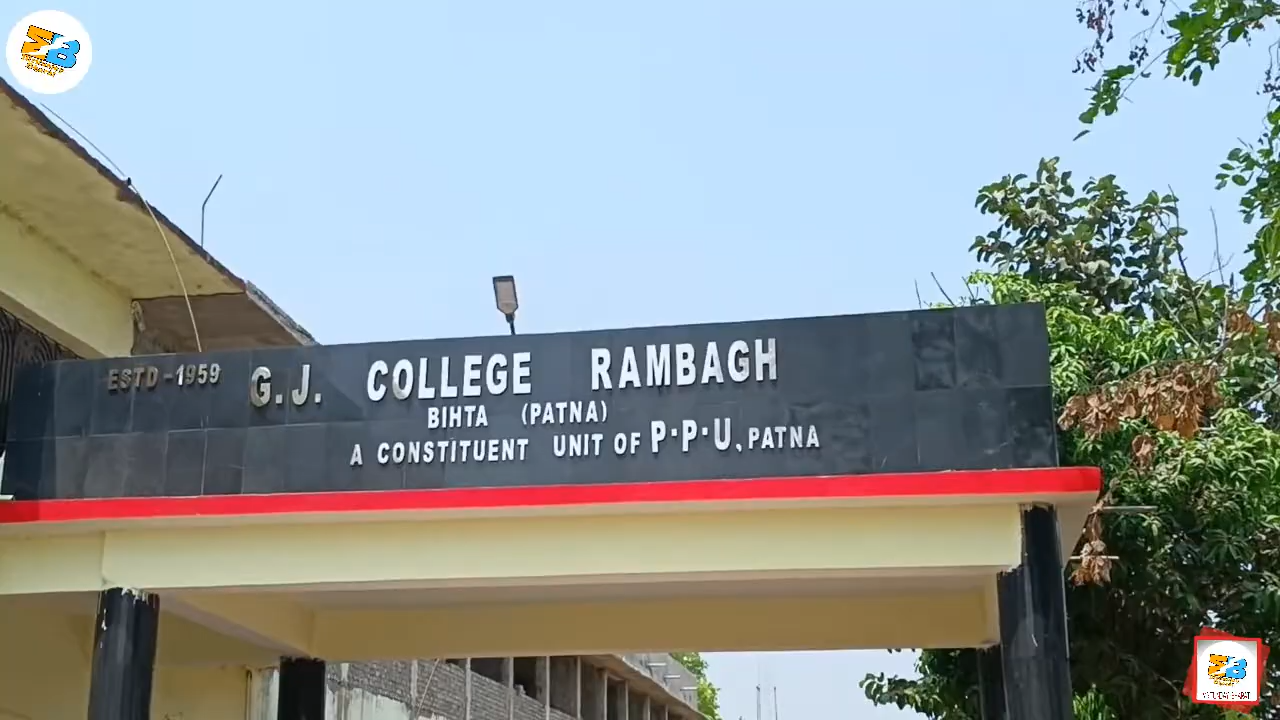 ESTD-1959 G.J. COLLEGE RAMBAGH
BIHTA (PATNA)
A CONSTITUENT UNIT OF P·P·U, PATNA